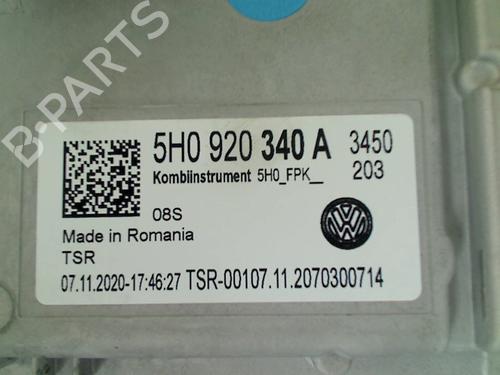 B-PARTS
5H0 920 340 A 3450
Kombiinstrument 5H0_FPK__ 203
08S
Made in Romania
TSR
07.11.2020-17:46:27 TSR-00107.11.2070300714